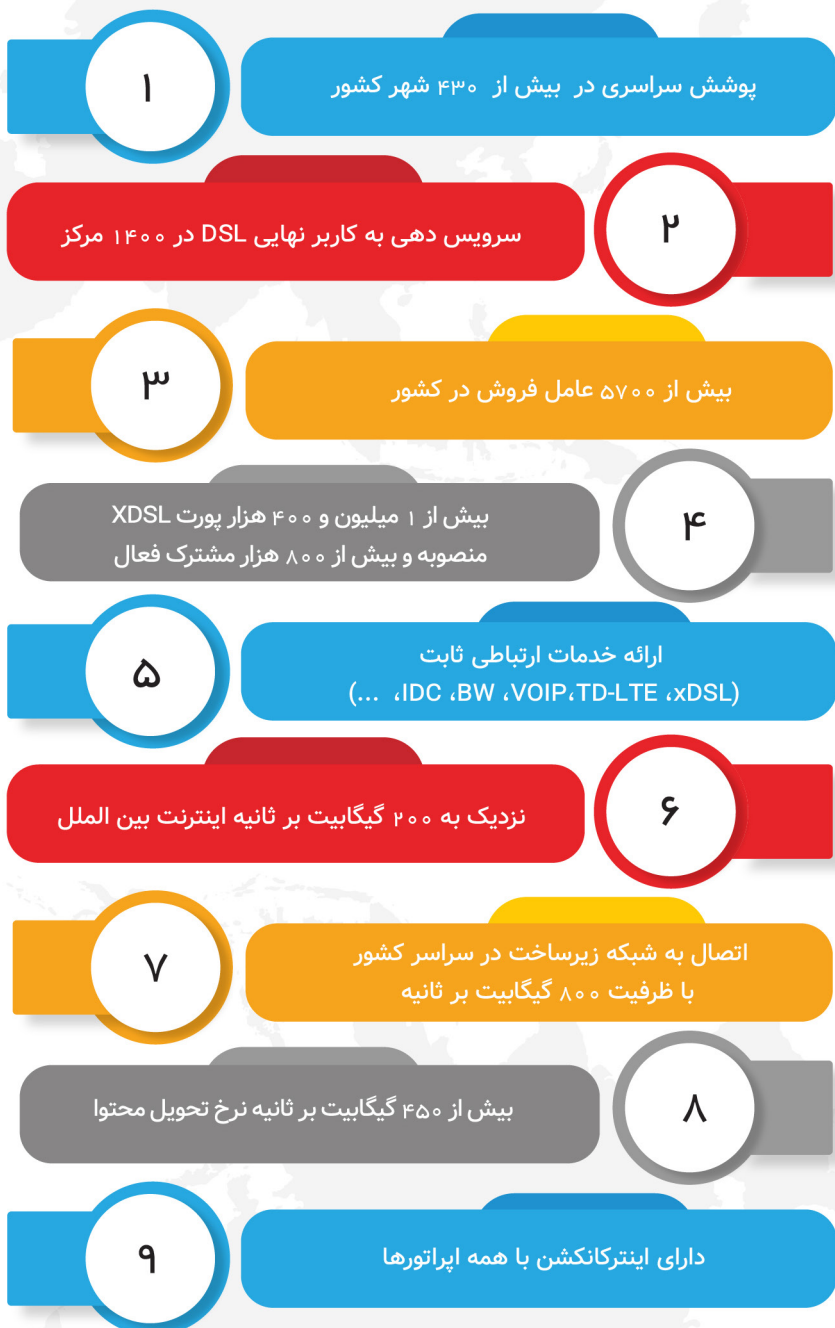 ۱
پوشش سراسری در بیش از ۴۳۰ شهر کشور
۲
سرویس دهی به کاربر نهایی DSL در ۱۴۰۰ مرکز
۳
بیش از ۵۷۰۰ عامل فروش در کشور
۴
بیش از ۱ میلیون و ۴۰۰ هزار پورت XDSL
منصوبه و بیش از ۸۰۰ هزار مشترک فعال
۵
ارائه خدمات ارتباطی ثابت
(xDSL، TD-LTE،VOIP، BW، IDC، ...)
۶
نزدیک به ۲۰۰ گیگابیت بر ثانیه اینترنت بین الملل
۷
اتصال به شبکه زیرساخت در سراسر کشور
با ظرفیت ۸۰۰ گیگابیت بر ثانیه
۸
بیش از ۴۵۰ گیگابیت بر ثانیه نرخ تحویل محتوا
۹
دارای اینترکانکشن با همه اپراتورها